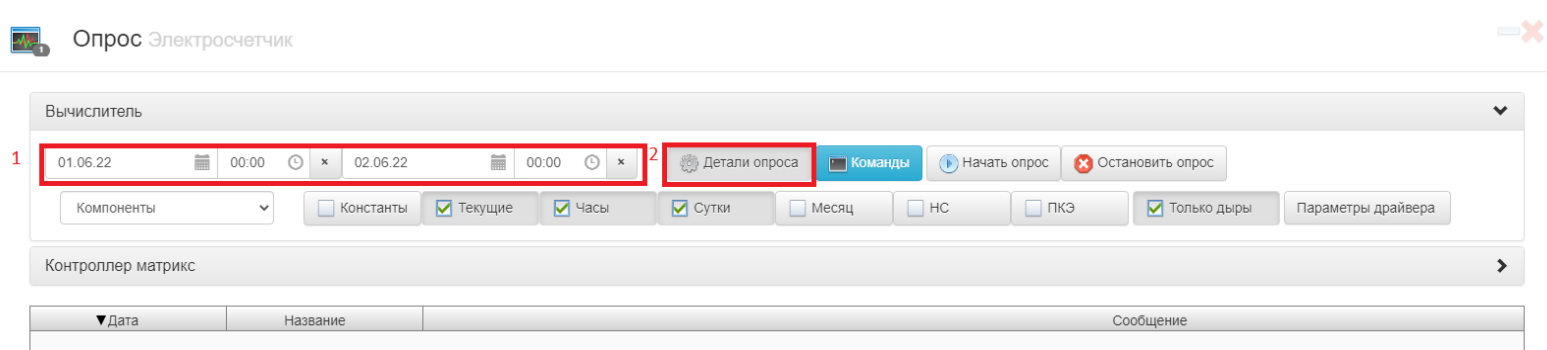 1
Опрос Электросчетчик
Вычислитель
1 01.06.22 00:00 × 02.06.22 00:00 × 2 Детали опроса Команды Начать опрос Остановить опрос
Компоненты Константы Текущие Часы Сутки Месяц НС ПКЭ Только дыры Параметры драйвера
Контроллер матрикс
▼Дата Название Сообщение